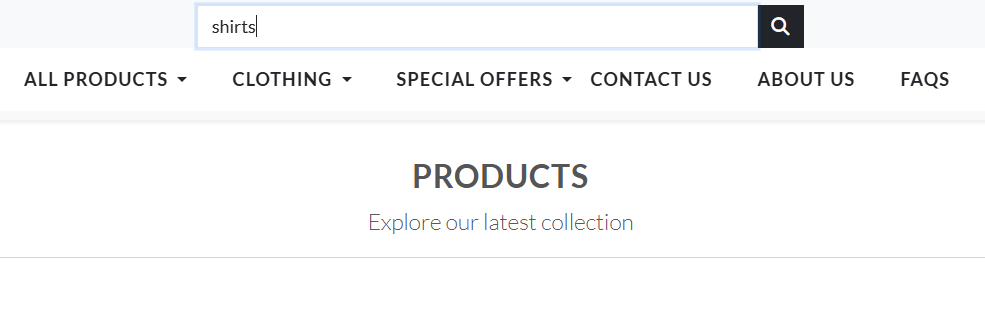 shirts
ALL PRODUCTS CLOTHING SPECIAL OFFERS CONTACT US ABOUT US FAQS
PRODUCTS
Explore our latest collection